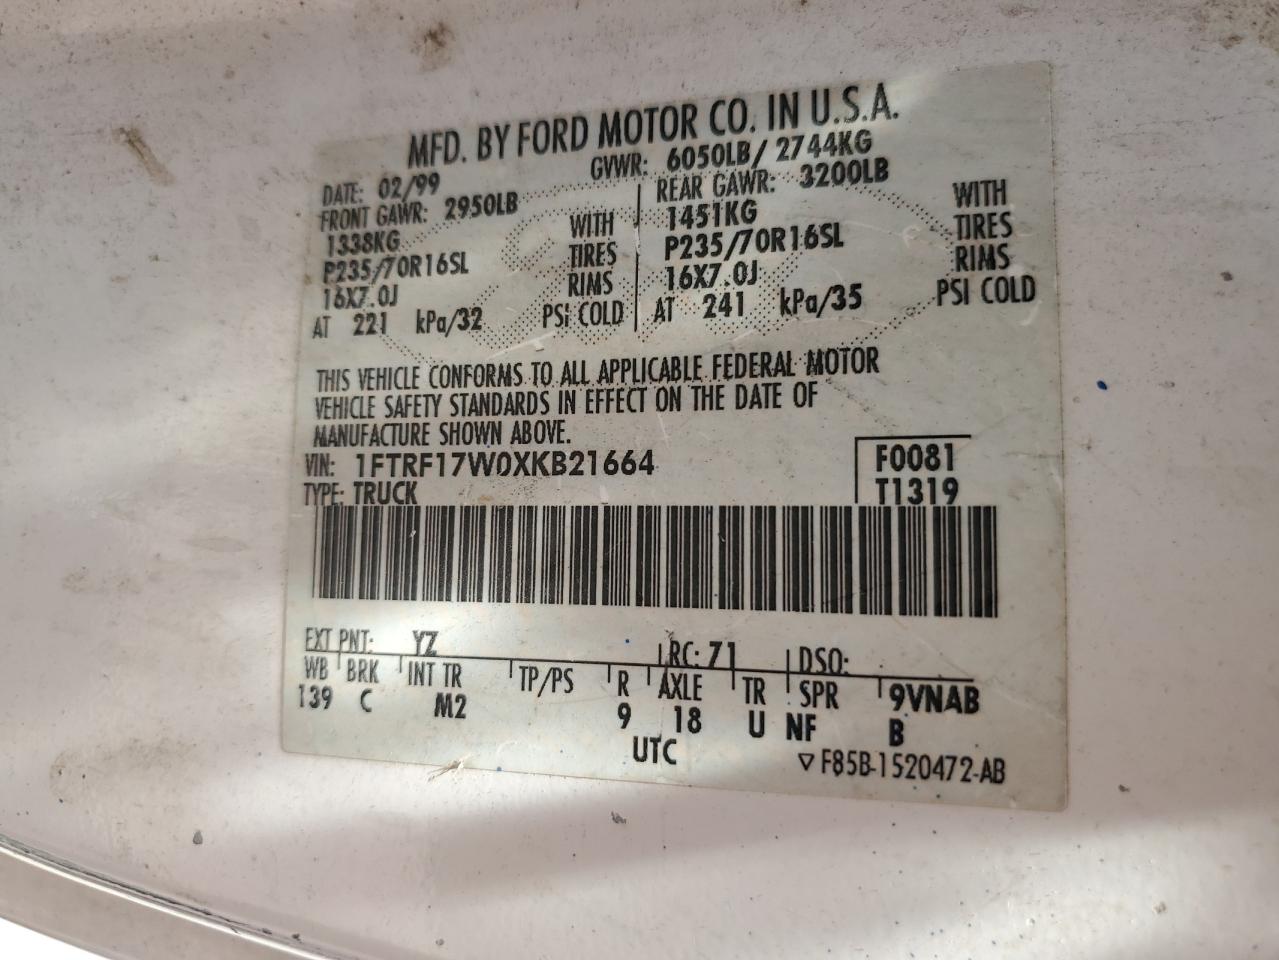 MFD. BY FORD MOTOR CO. IN U.S.A.
DATE: 02/99 GVWR: 6050LB/ 2744KG
FRONT GAWR: 2950LB REAR GAWR: 3200LB
1338KG WITH 1451KG WITH
P235/70R16SL TIRES P235/70R16SL TIRES
16X7.0J RIMS 16X7.0J RIMS
AT 221 kPa/32 PSI COLD AT 241 kPa/35 PSI COLD
THIS VEHICLE CONFORMS TO ALL APPLICABLE FEDERAL MOTOR
VEHICLE SAFETY STANDARDS IN EFFECT ON THE DATE OF
MANUFACTURE SHOWN ABOVE.
VIN: 1FTRF17W0XKB21664 F0081
TYPE: TRUCK T1319
EXT PNT: YZ RC: 71 DSO:
WB BRK INT TR TP/PS R AXLE TR SPR 9VNAB
139 C M2 9 18 U NF B
UTC ▽ F85B-1520472-AB